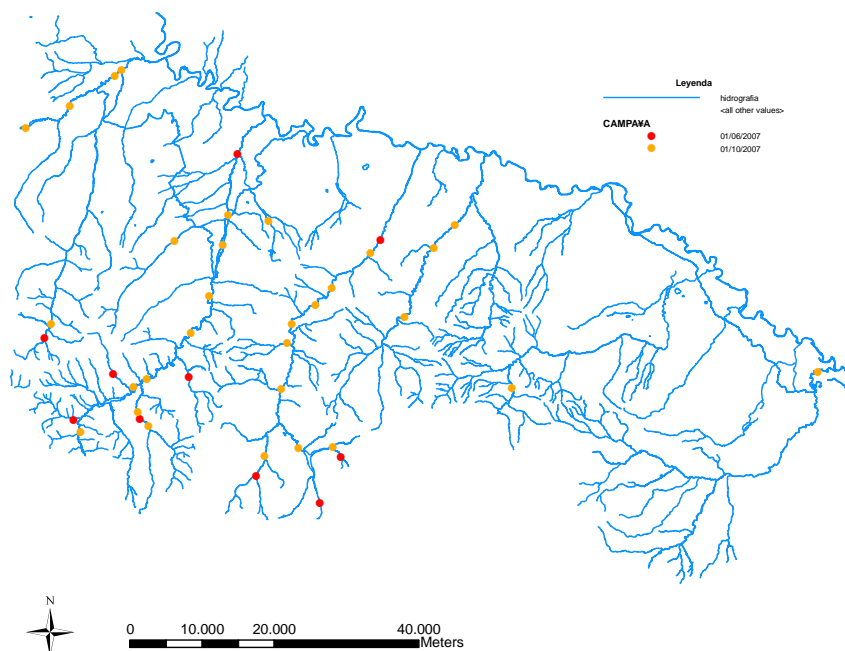 Leyenda
hidrografia
<all other values>
CAMPA¥A
01/06/2007
01/10/2007
N
0 10.000 20.000 40.000
Meters